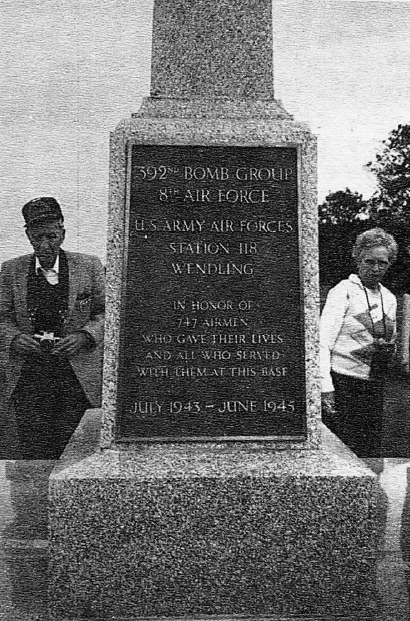 392ND BOMB GROUP
8TH AIR FORCE
U.S. ARMY AIR FORCES
STATION 118
WENDLING
IN HONOR OF
747 AIRMEN
WHO GAVE THEIR LIVES
AND ALL WHO SERVED
WITH THEM AT THIS BASE
JULY 1943 – JUNE 1945